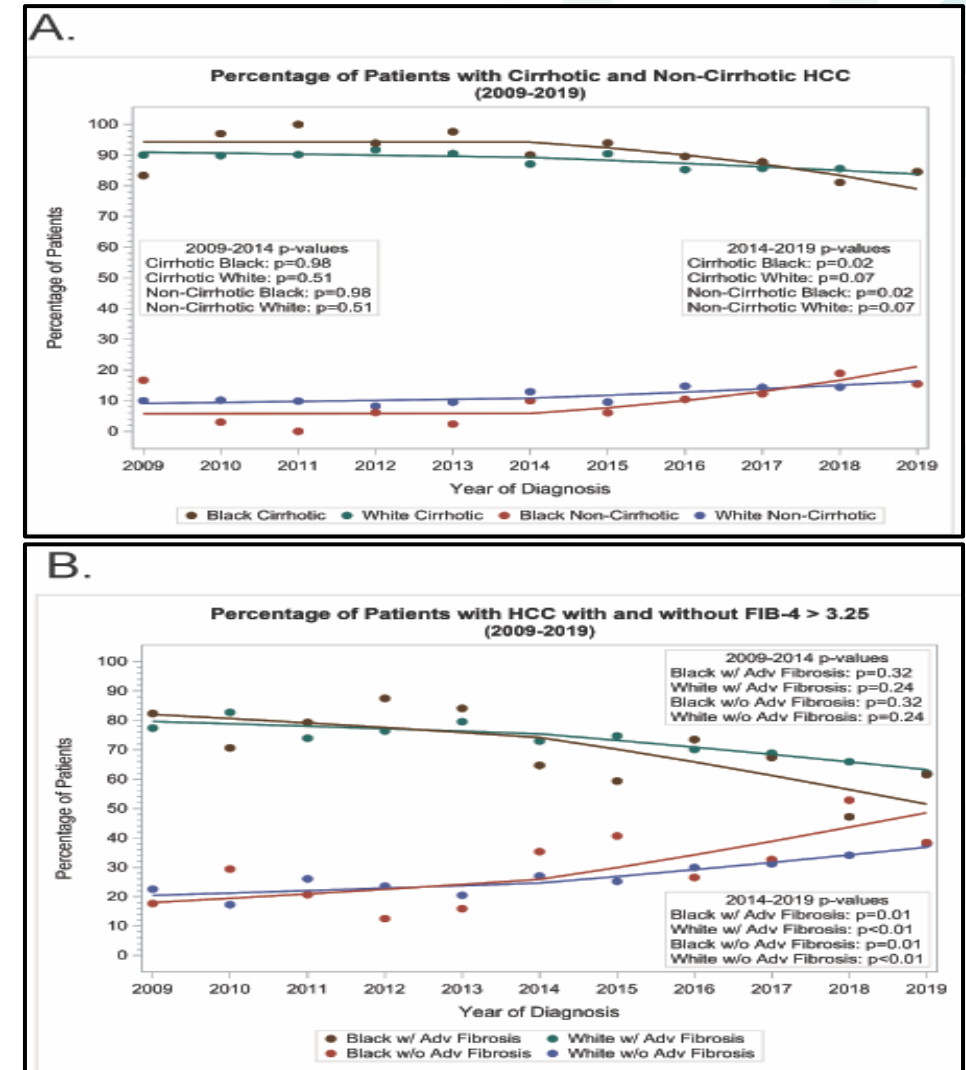 A.
Percentage of Patients with Cirrhotic and Non-Cirrhotic HCC
(2009-2019)
Percentage of Patients
100
90
80
70
60
50
40
30
20
10
0
2009-2014 p-values
Cirrhotic Black: p=0.98
Cirrhotic White: p=0.51
Non-Cirrhotic Black: p=0.98
Non-Cirrhotic White: p=0.51
2014-2019 p-values
Cirrhotic Black: p=0.02
Cirrhotic White: p=0.07
Non-Cirrhotic Black: p=0.02
Non-Cirrhotic White: p=0.07
2009 2010 2011 2012 2013 2014 2015 2016 2017 2018 2019
Year of Diagnosis
Black Cirrhotic White Cirrhotic Black Non-Cirrhotic White Non-Cirrhotic
B.
Percentage of Patients with HCC with and without FIB-4 > 3.25
(2009-2019)
Percentage of Patients
100
90
80
70
60
50
40
30
20
10
0
2009-2014 p-values
Black w/ Adv Fibrosis: p=0.32
White w/ Adv Fibrosis: p=0.24
Black w/o Adv Fibrosis: p=0.32
White w/o Adv Fibrosis: p=0.24
2014-2019 p-values
Black w/ Adv Fibrosis: p=0.01
White w/ Adv Fibrosis: p<0.01
Black w/o Adv Fibrosis: p=0.01
White w/o Adv Fibrosis: p<0.01
2009 2010 2011 2012 2013 2014 2015 2016 2017 2018 2019
Year of Diagnosis
Black w/ Adv Fibrosis White w/ Adv Fibrosis
Black w/o Adv Fibrosis White w/o Adv Fibrosis